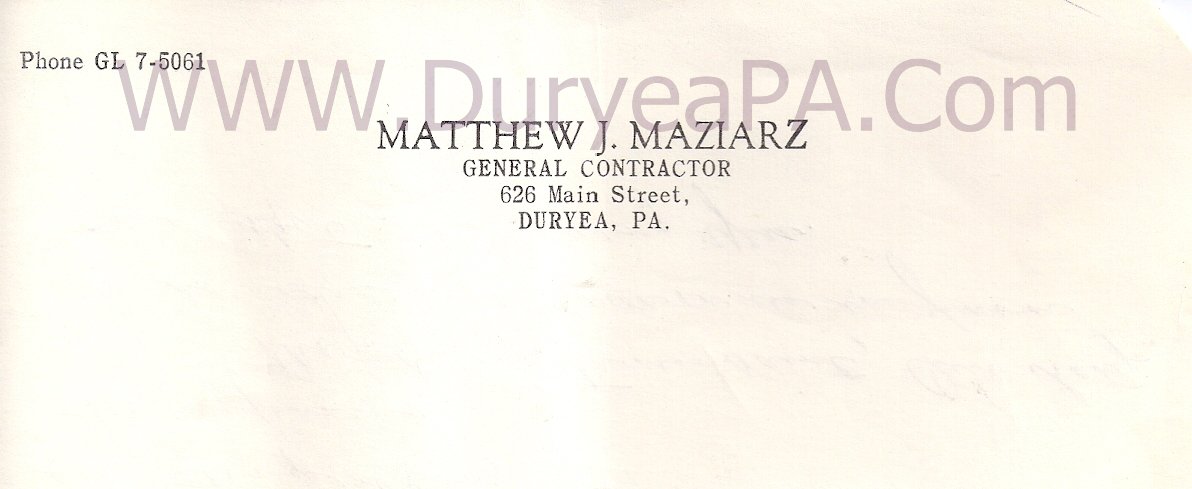 Phone GL 7-5061
WWW.DuryeaPA.Com
MATTHEW J. MAZIARZ
GENERAL CONTRACTOR
626 Main Street,
DURYEA, PA.